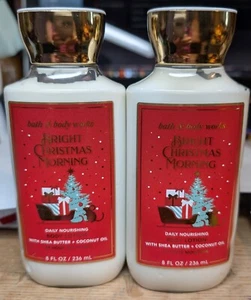 bath & body works
BRIGHT
CHRISTMAS
MORNING
DAILY NOURISHING
WITH SHEA BUTTER + COCONUT OIL
8 FL OZ / 236 mL
bath & body works
BRIGHT
CHRISTMAS
MORNING
DAILY NOURISHING
WITH SHEA BUTTER + COCONUT OIL
8 FL OZ / 236 mL